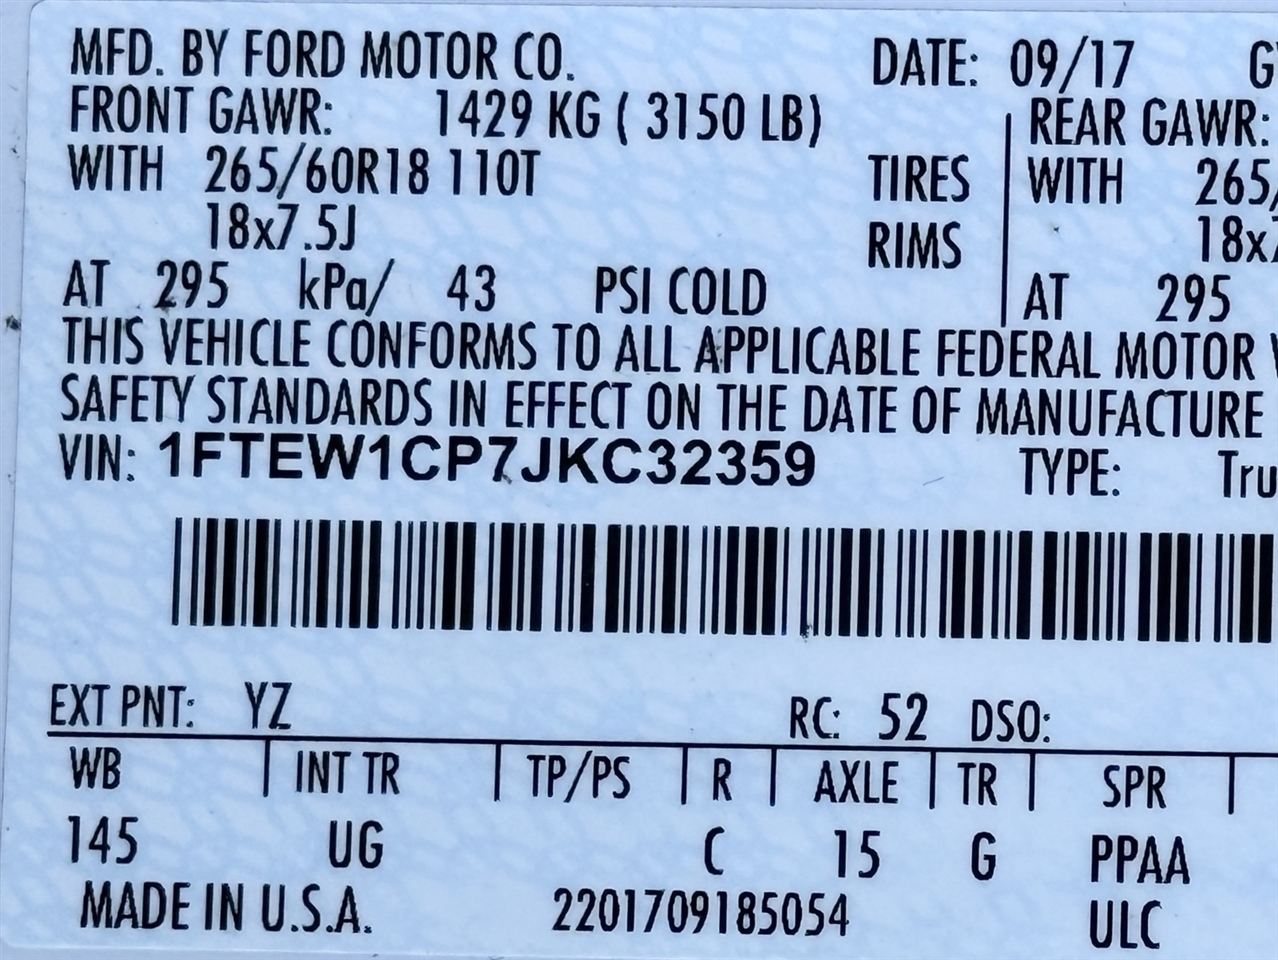 MFD. BY FORD MOTOR CO. DATE: 09/17
FRONT GAWR: 1429 KG ( 3150 LB) REAR GAWR:
WITH 265/60R18 110T TIRES WITH 265/
18x7.5J RIMS 18x
AT 295 kPa/ 43 PSI COLD AT 295
THIS VEHICLE CONFORMS TO ALL APPLICABLE FEDERAL MOTOR
SAFETY STANDARDS IN EFFECT ON THE DATE OF MANUFACTURE
VIN: 1FTEW1CP7JKC32359 TYPE: Tru
EXT PNT: YZ RC: 52 DSO:
WB INT TR TP/PS R AXLE TR SPR
145 UG C 15 G PPAA
MADE IN U.S.A. 2201709185054 ULC